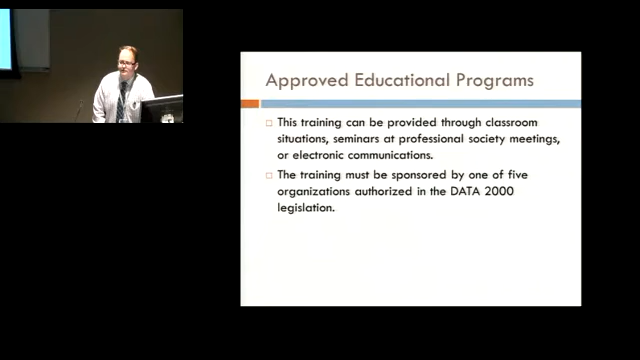 Approved Educational Programs
This training can be provided through classroom
situations, seminars at professional society meetings,
or electronic communications.
The training must be sponsored by one of five
organizations authorized in the DATA 2000
legislation.